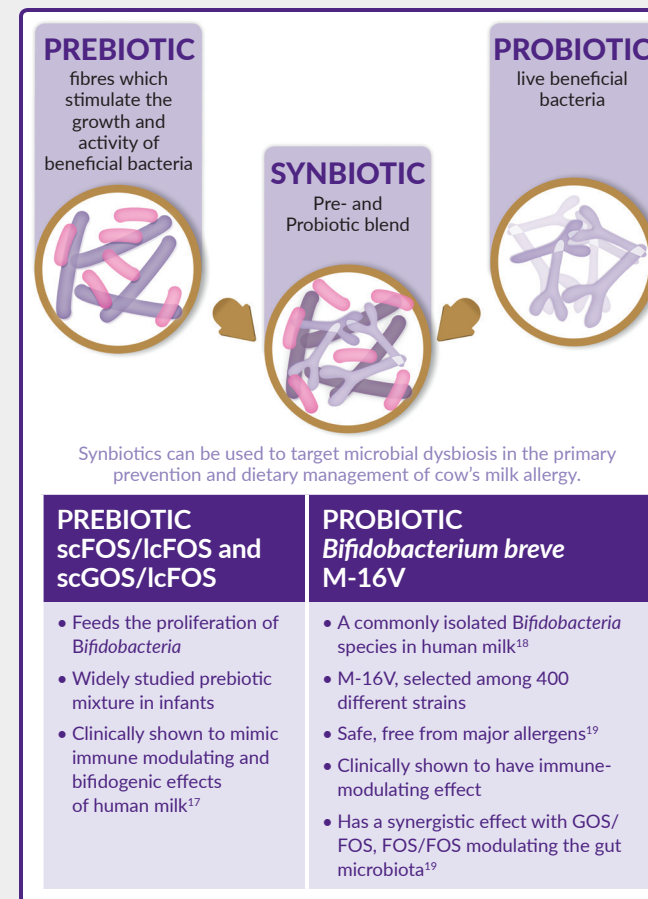 PREBIOTIC
fibres which
stimulate the
growth and
activity of
beneficial bacteria
SYNBIOTIC
Pre- and
Probiotic blend
PROBIOTIC
live beneficial
bacteria
Synbiotics can be used to target microbial dysbiosis in the primary
prevention and dietary management of cow's milk allergy.
PREBIOTIC
scFOS/lcFOS and
scGOS/lcFOS
• Feeds the proliferation of
Bifidobacteria
• Widely studied prebiotic
mixture in infants
• Clinically shown to mimic
immune modulating and
bifidogenic effects
of human milk¹⁷
PROBIOTIC
Bifidobacterium breve
M-16V
• A commonly isolated Bifidobacteria
species in human milk¹⁸
• M-16V, selected among 400
different strains
• Safe, free from major allergens¹⁹
• Clinically shown to have immune-
modulating effect
• Has a synergistic effect with GOS/
FOS, FOS/FOS modulating the gut
microbiota¹⁹